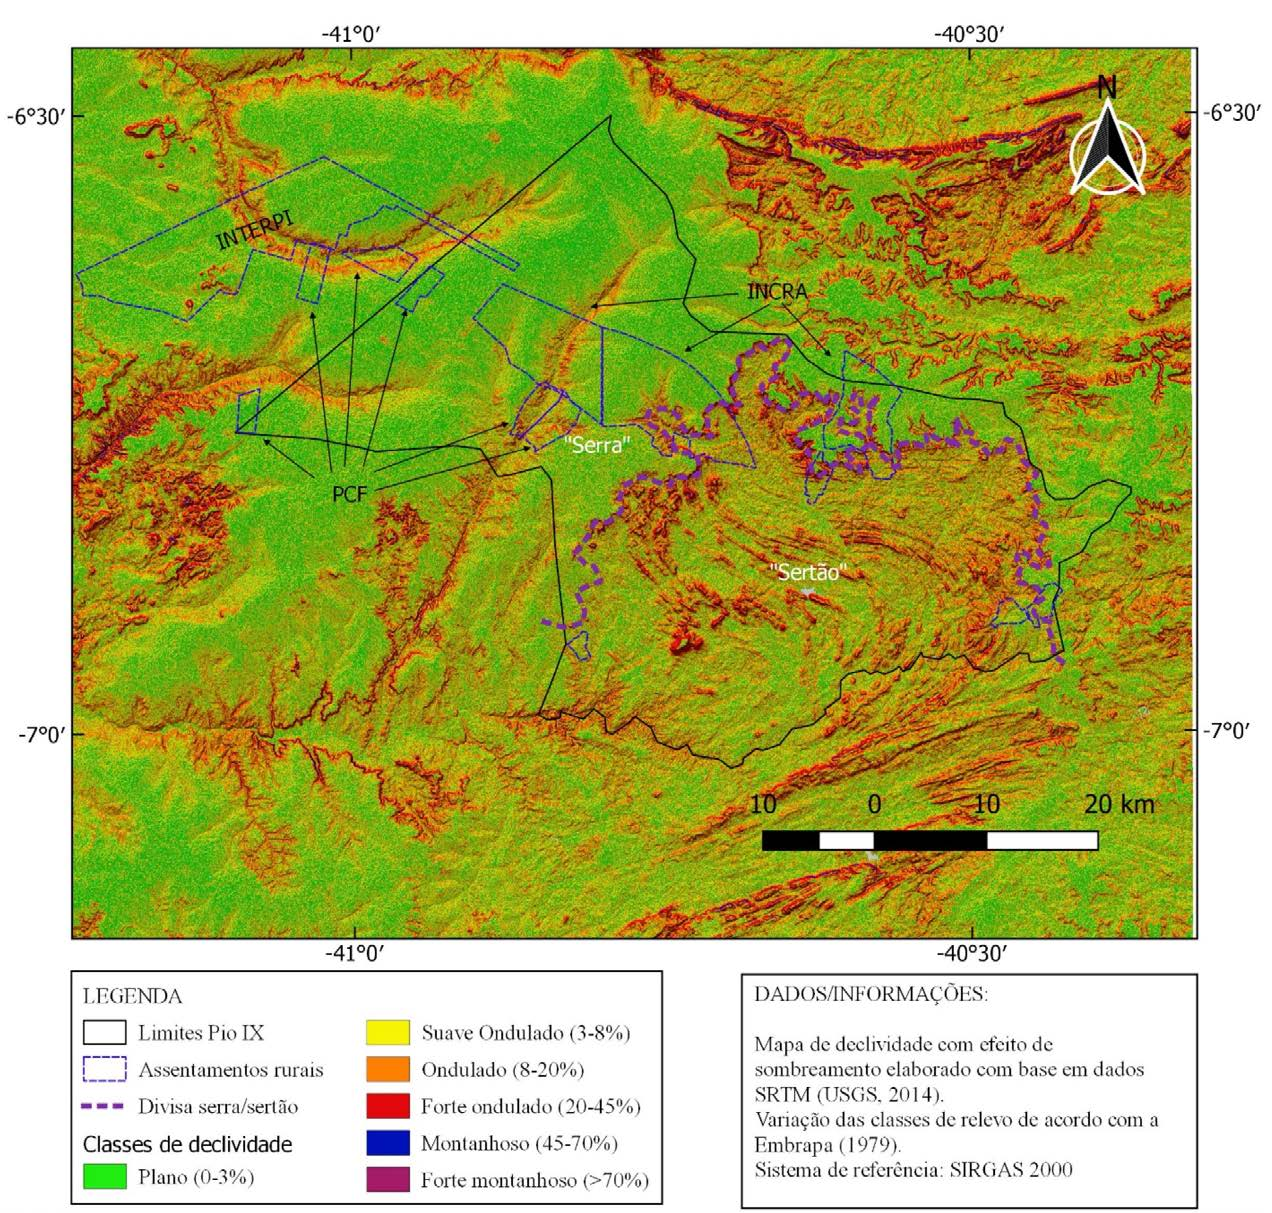 -41°0′
-40°30′
-6°30′
-6°30′
N
INTERPI
INCRA
"Serra"
PCF
"Sertão"
-7°0′
-7°0′
10 0 10 20 km
-41°0′
-40°30′
LEGENDA
Limites Pio IX
Assentamentos rurais
Divisa serra/sertão
Classes de declividade
Plano (0-3%)
Suave Ondulado (3-8%)
Ondulado (8-20%)
Forte ondulado (20-45%)
Montanhoso (45-70%)
Forte montanhoso (>70%)
DADOS/INFORMAÇÕES:
Mapa de declividade com efeito de
sombreamento elaborado com base em dados
SRTM (USGS, 2014).
Variação das classes de relevo de acordo com a
Embrapa (1979).
Sistema de referência: SIRGAS 2000